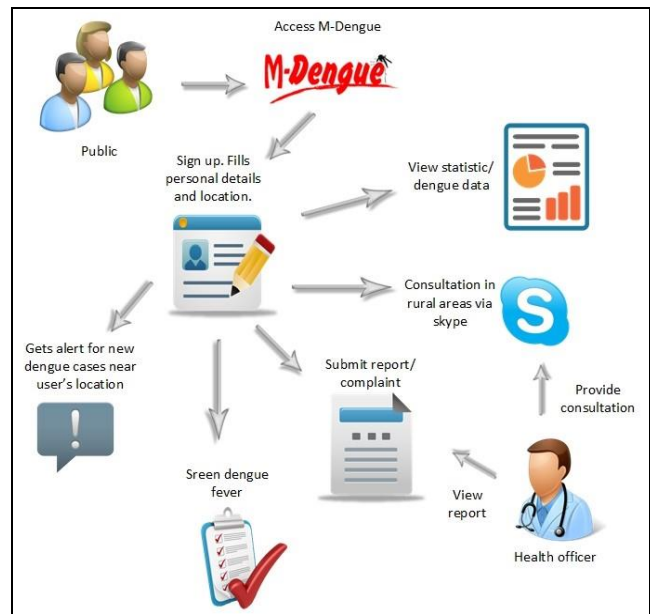 Access M-Dengue
M-Dengue
Public
Sign up. Fills
personal details
and location.
View statistic/
dengue data
Consultation in
rural areas via
skype
S
Gets alert for new
dengue cases near
user's location
!
Submit report/
complaint
Provide
consultation
Sreen dengue
fever
View
report
Health officer